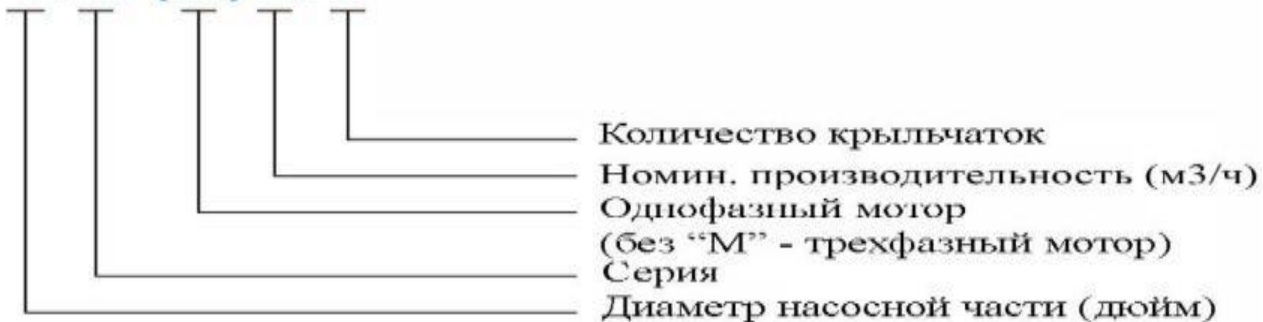 Количество крыльчаток
Номин. производительность (м3/ч)
Однофазный мотор
(без “М” - трехфазный мотор)
Серия
Диаметр насосной части (дюйм)